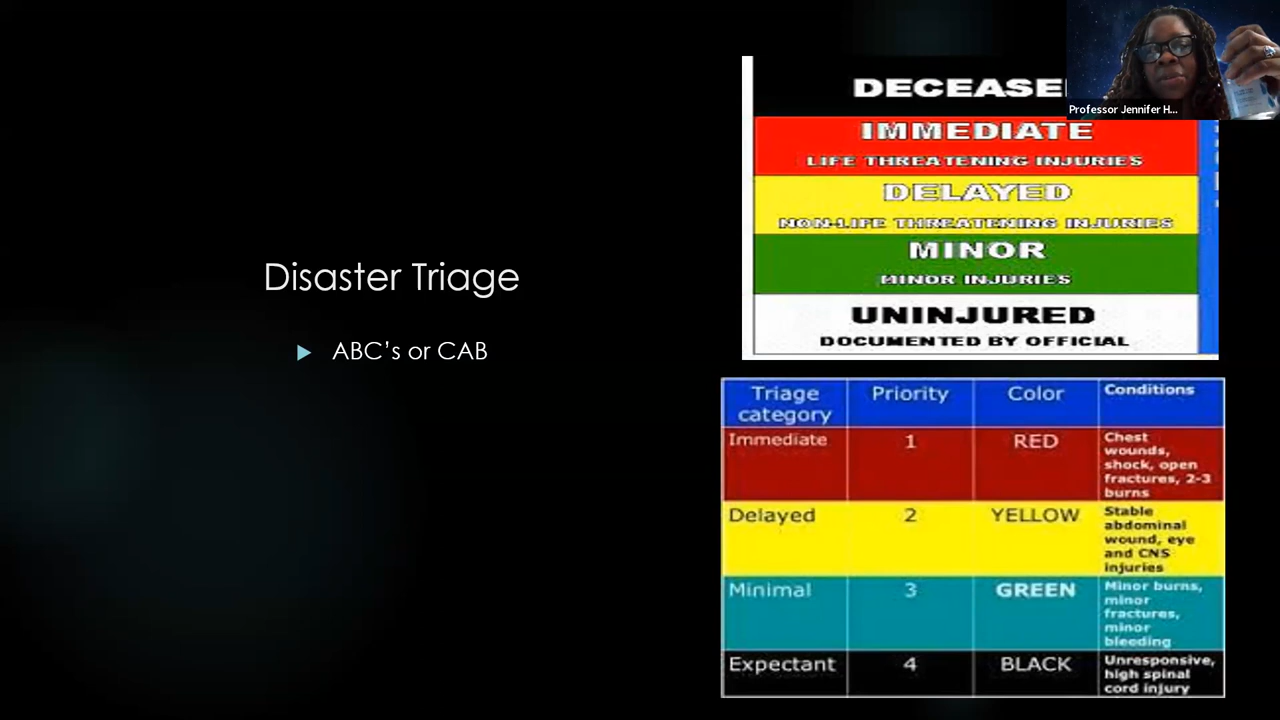 Disaster Triage
ABC's or CAB
DECEASE
IMMEDIATE
LIFE THREATENING INJURIES
DELAYED
NON-LIFE THREATENING INJURIES
MINOR
MINOR INJURIES
UNINJURED
DOCUMENTED BY OFFICIAL
Professor Jennifer H...
Triage category
Priority
Color
Conditions
Immediate
1
RED
Chest
wounds,
shock, open
fractures, 2-3
burns
Delayed
2
YELLOW
Stable
abdominal
wound, eye
and CNS
injuries
Minimal
3
GREEN
Minor burns,
minor
fractures,
minor
bleeding
Expectant
4
BLACK
Unresponsive,
high spinal
cord injury